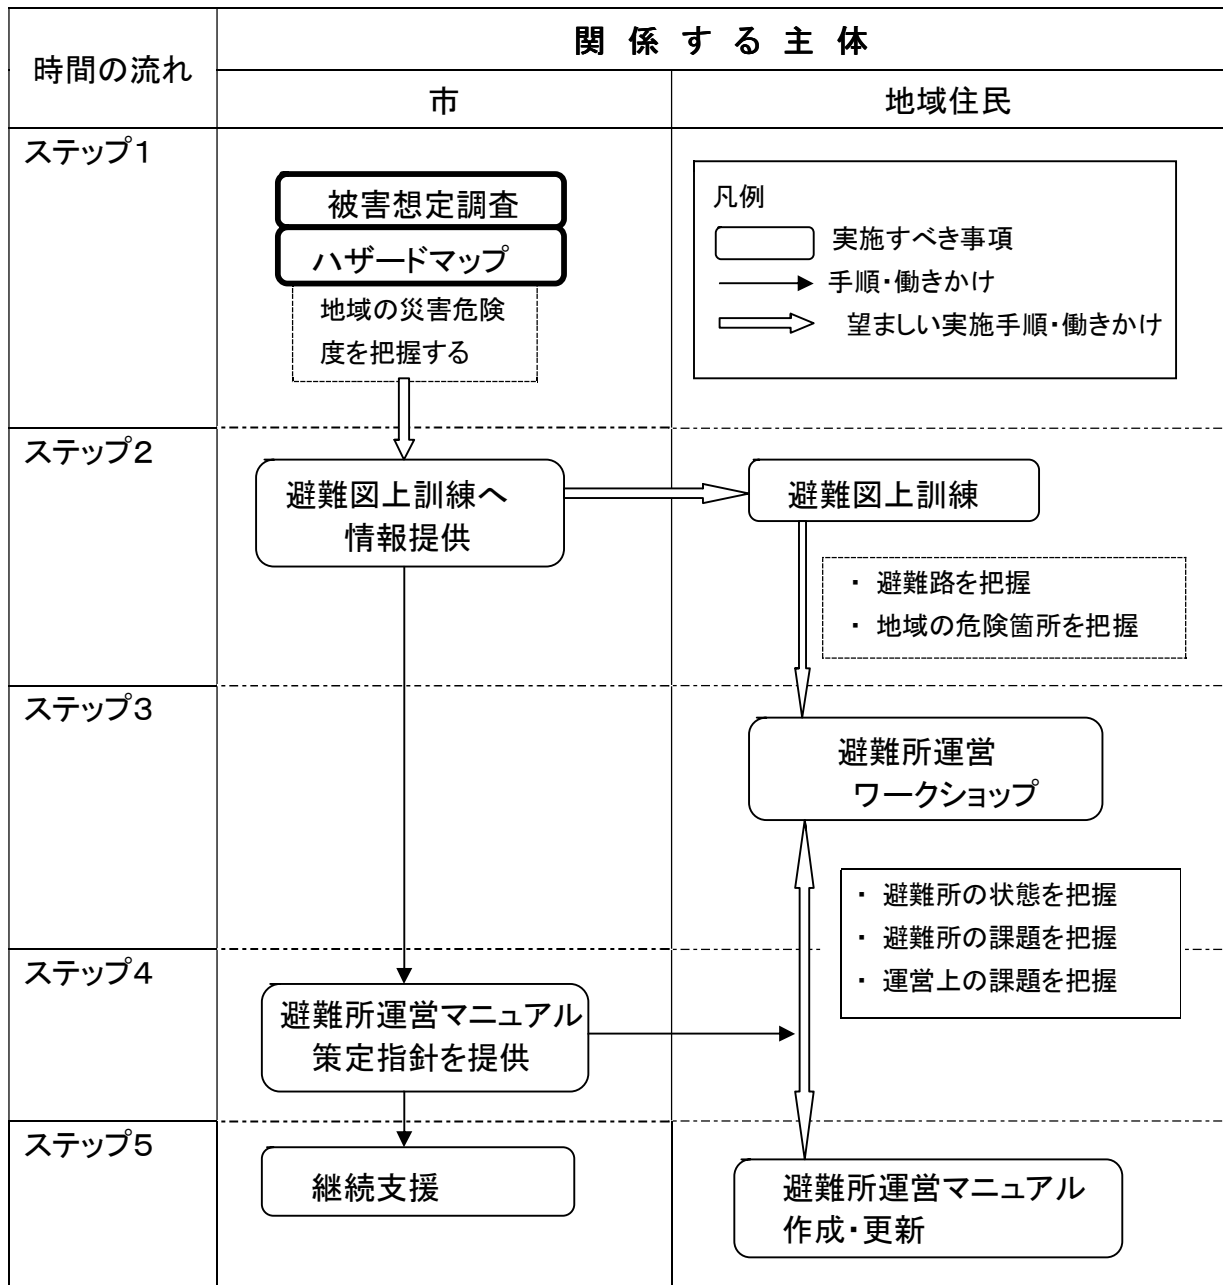 時間の流れ
関係する主体
市
地域住民
ステップ1
被害想定調査
ハザードマップ
地域の災害危険
度を把握する
凡例
実施すべき事項
手順・働きかけ
望ましい実施手順・働きかけ
ステップ2
避難図上訓練へ
情報提供
避難図上訓練
・ 避難路を把握
・ 地域の危険箇所を把握
ステップ3
避難所運営
ワークショップ
・ 避難所の状態を把握
・ 避難所の課題を把握
・ 運営上の課題を把握
ステップ4
避難所運営マニュアル
策定指針を提供
ステップ5
継続支援
避難所運営マニュアル
作成・更新